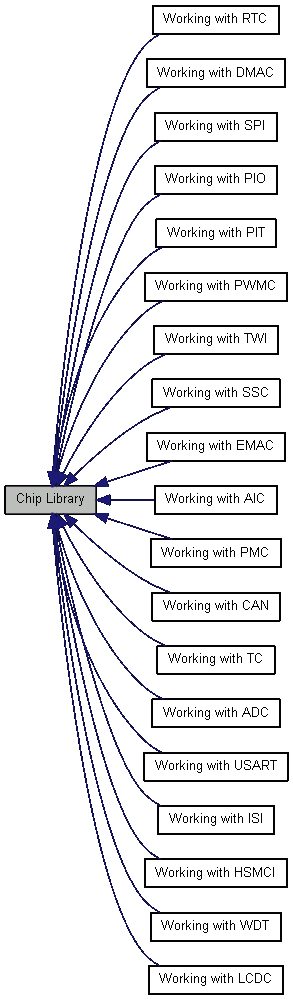 Working with RTC
Working with DMAC
Working with SPI
Working with PIO
Working with PIT
Working with PWMC
Working with TWI
Working with SSC
Working with EMAC
Chip Library
Working with AIC
Working with PMC
Working with CAN
Working with TC
Working with ADC
Working with USART
Working with ISI
Working with HSMCI
Working with WDT
Working with LCDC